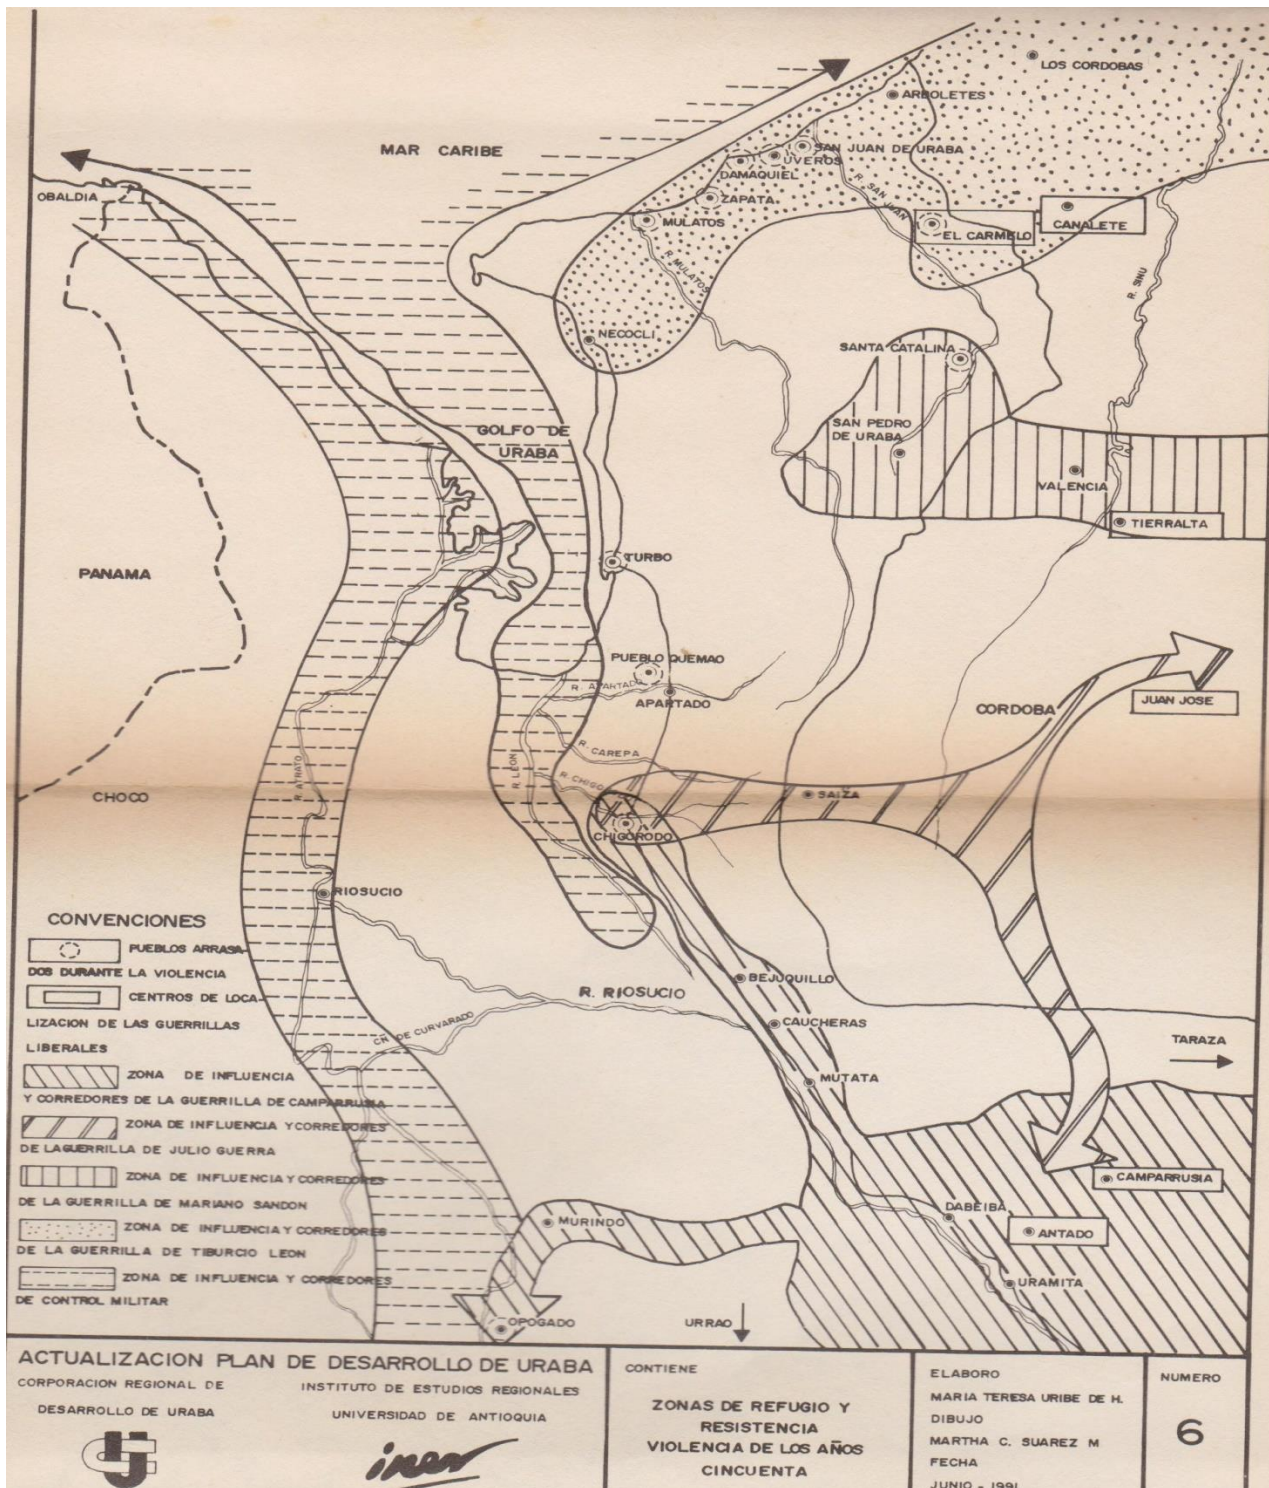 LOS CORDOBAS
ARBOLETES
MAR CARIBE
SAN JUAN DE URABA
UVEROS
DAMAQUIEL
OBALDIA
ZAPATA
R. SAN JUAN
MULATOS
EL CARMELO
CANALETE
R. MULATOS
R. SINU
NECOCLI
SANTA CATALINA
GOLFO DE
URABA
SAN PEDRO
DE URABA
VALENCIA
TIERRALTA
TURBO
PANAMA
PUEBLO QUEMAO
R. APARTADO
APARTADO
CORDOBA
JUAN JOSE
R. CAREPA
R. LEON
R. ATRATO
CHOCO
SAIZA
CHIGORODO
RIOSUCIO
BEJUQUILLO
R. RIOSUCIO
CAUCHERAS
CN. DE CURVARADO
TARAZA
MUTATA
CAMPARRUSIA
DABEIBA
MURINDO
ANTADO
URAMITA
OPOGADO
URRAO
CONVENCIONES
PUEBLOS ARRASA-
DOS DURANTE LA VIOLENCIA
CENTROS DE LOCA-
LIZACION DE LAS GUERRILLAS
LIBERALES
ZONA DE INFLUENCIA
Y CORREDORES DE LA GUERRILLA DE CAMPARRUSIA
ZONA DE INFLUENCIA Y CORREDORES
DE LA GUERRILLA DE JULIO GUERRA
ZONA DE INFLUENCIA Y CORREDORES
DE LA GUERRILLA DE MARIANO SANDON
ZONA DE INFLUENCIA Y CORREDORES
DE LA GUERRILLA DE TIBURCIO LEON
ZONA DE INFLUENCIA Y CORREDORES
DE CONTROL MILITAR
ACTUALIZACION PLAN DE DESARROLLO DE URABA
CORPORACION REGIONAL DE
DESARROLLO DE URABA
INSTITUTO DE ESTUDIOS REGIONALES
UNIVERSIDAD DE ANTIOQUIA
iner
CONTIENE
ZONAS DE REFUGIO Y
RESISTENCIA
VIOLENCIA DE LOS AÑOS
CINCUENTA
ELABORO
MARIA TERESA URIBE DE H.
DIBUJO
MARTHA C. SUAREZ M
FECHA
JUNIO - 1991
NUMERO
6